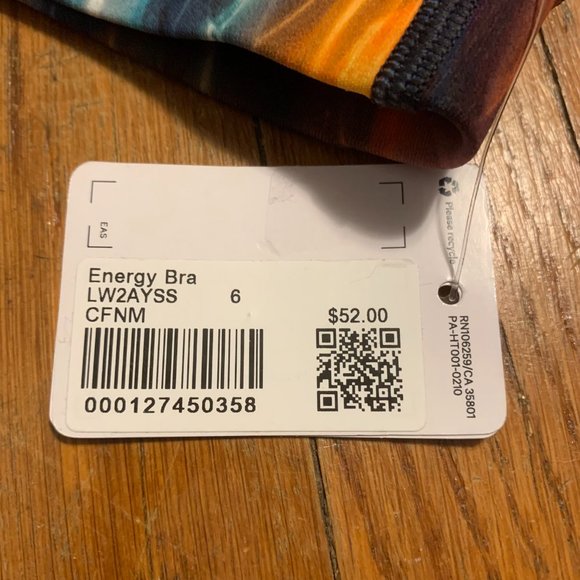 EAS
Energy Bra
LW2AYSS 6
CFNM
$52.00
000127450358
Please recycle
RN106259/CA 35801
PA-HT001-0210